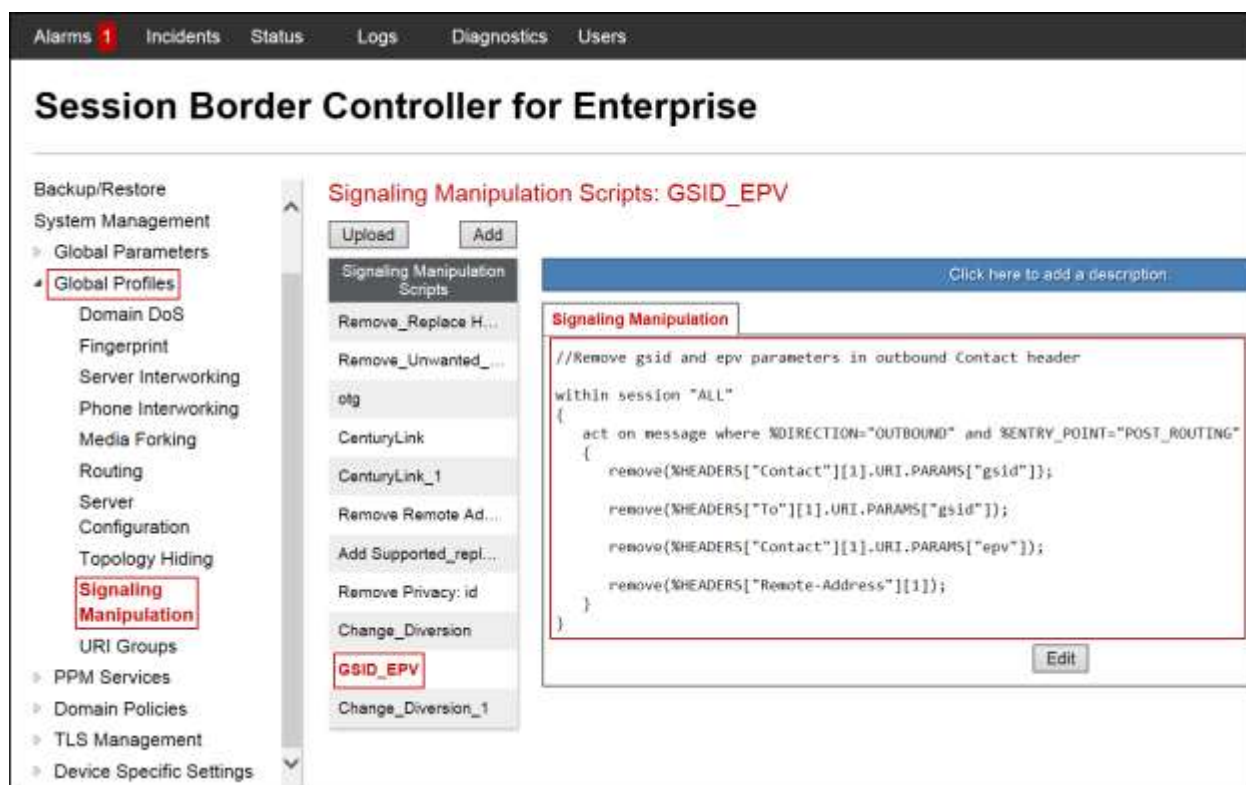 Alarms 1 Incidents Status Logs Diagnostics Users
Session Border Controller for Enterprise
Backup/Restore
System Management
Global Parameters
Global Profiles
Domain DoS
Fingerprint
Server Interworking
Phone Interworking
Media Forking
Routing
Server
Configuration
Topology Hiding
Signaling
Manipulation
URI Groups
PPM Services
Domain Policies
TLS Management
Device Specific Settings
Signaling Manipulation Scripts: GSID_EPV
Upload Add
Signaling Manipulation
Scripts
Remove_Replace H...
Remove_Unwanted_...
otg
CenturyLink
CenturyLink_1
Remove Remote Ad...
Add Supported_repl...
Remove Privacy: id
Change_Diversion
GSID_EPV
Change_Diversion_1
Click here to add a description.
Signaling Manipulation
//Remove gsid and epv parameters in outbound Contact header
within session "ALL"
{
act on message where %DIRECTION="OUTBOUND" and %ENTRY_POINT="POST_ROUTING"
{
remove(%HEADERS["Contact"][1].URI.PARAMS["gsid"]);
remove(%HEADERS["To"][1].URI.PARAMS["gsid"]);
remove(%HEADERS["Contact"][1].URI.PARAMS["epv"]);
remove(%HEADERS["Remote-Address"][1]);
}
}
Edit